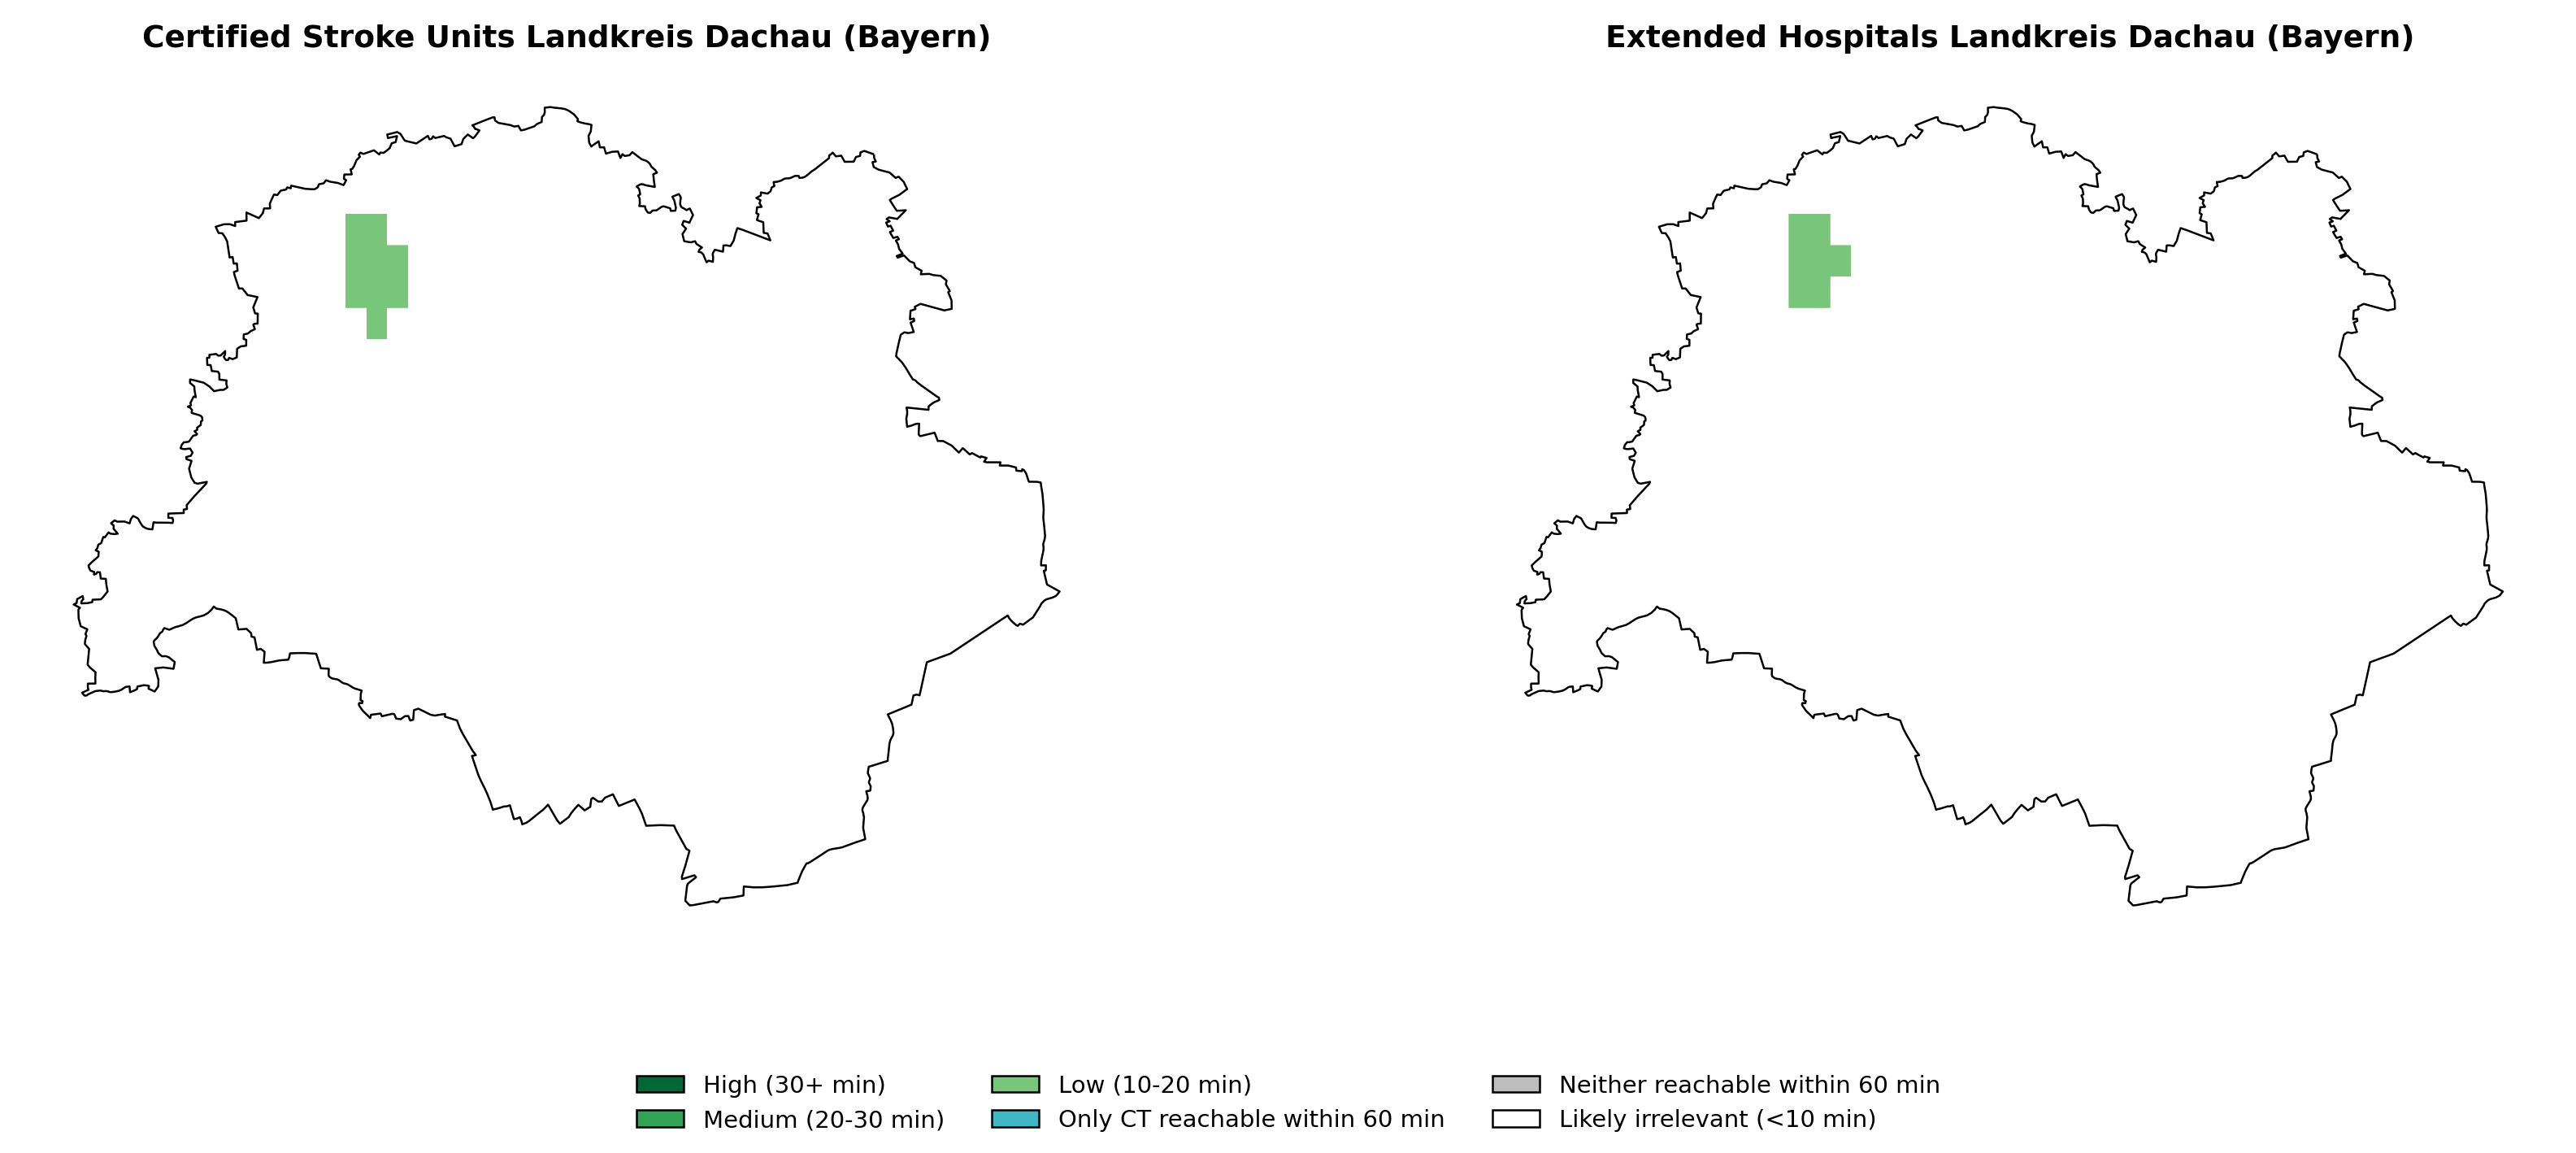 Certified Stroke Units Landkreis Dachau (Bayern)
Extended Hospitals Landkreis Dachau (Bayern)
High (30+ min)
Medium (20-30 min)
Low (10-20 min)
Only CT reachable within 60 min
Neither reachable within 60 min
Likely irrelevant (<10 min)